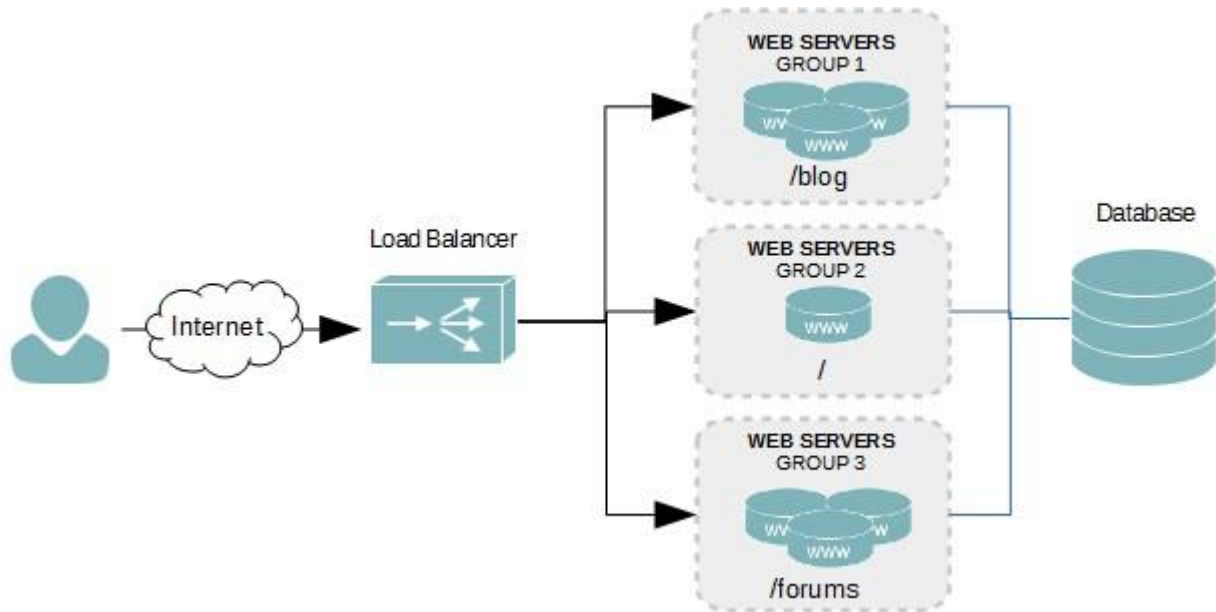 Internet
Load Balancer
WEB SERVERS
GROUP 1
www
/blog
WEB SERVERS
GROUP 2
www
/
WEB SERVERS
GROUP 3
www
/forums
Database